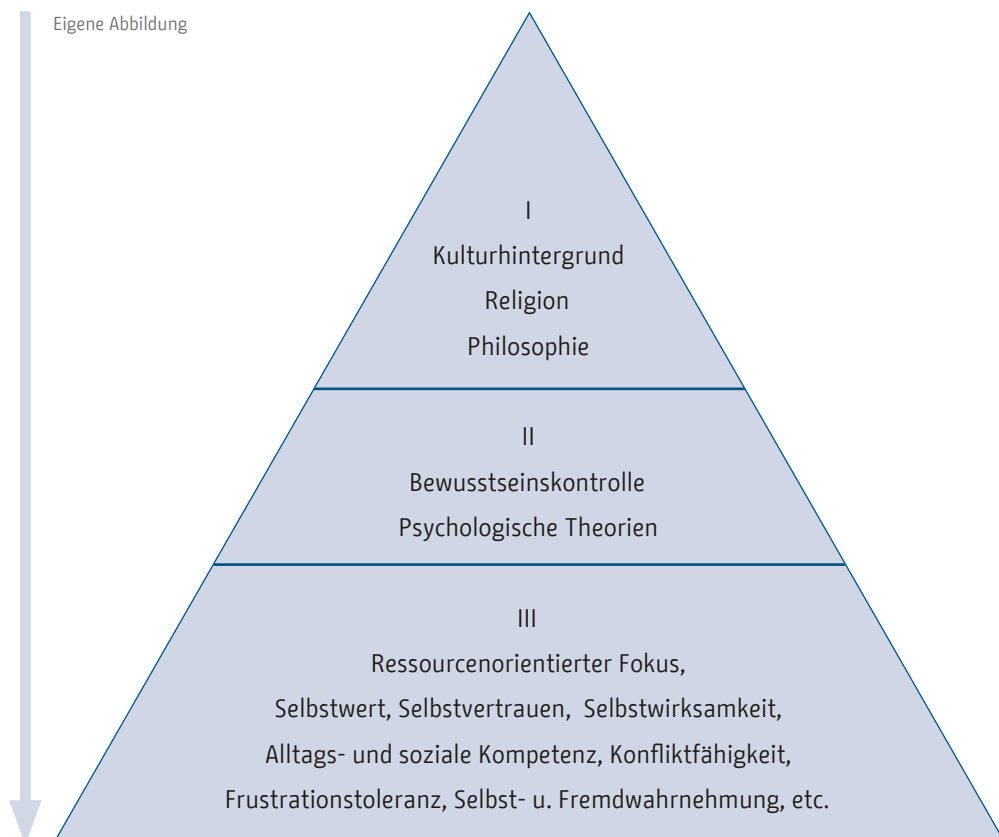 Eigene Abbildung
I
Kulturhintergrund
Religion
Philosophie
II
Bewusstseinskontrolle
Psychologische Theorien
III
Ressourcenorientierter Fokus,
Selbstwert, Selbstvertrauen, Selbstwirksamkeit,
Alltags- und soziale Kompetenz, Konfliktfähigkeit,
Frustrationstoleranz, Selbst- u. Fremdwahrnehmung, etc.